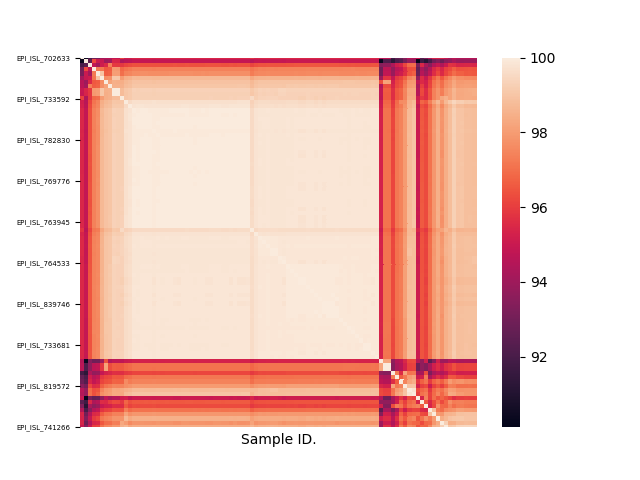 EPI_ISL_702633
EPI_ISL_733592
EPI_ISL_782830
EPI_ISL_769776
EPI_ISL_763945
EPI_ISL_764533
EPI_ISL_839746
EPI_ISL_733681
EPI_ISL_819572
EPI_ISL_741266
Sample ID.
100
98
96
94
92